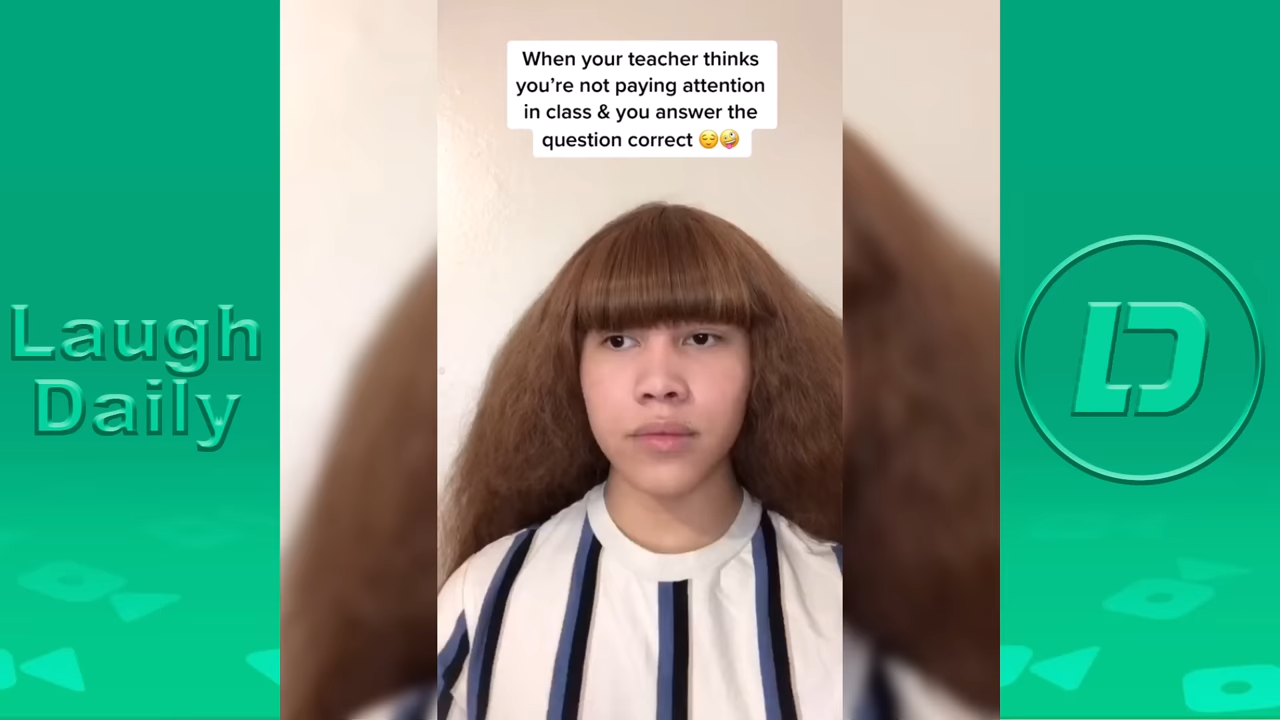 When your teacher thinks
you’re not paying attention
in class & you answer the
question correct 😌🤪
Laugh
Daily
LD